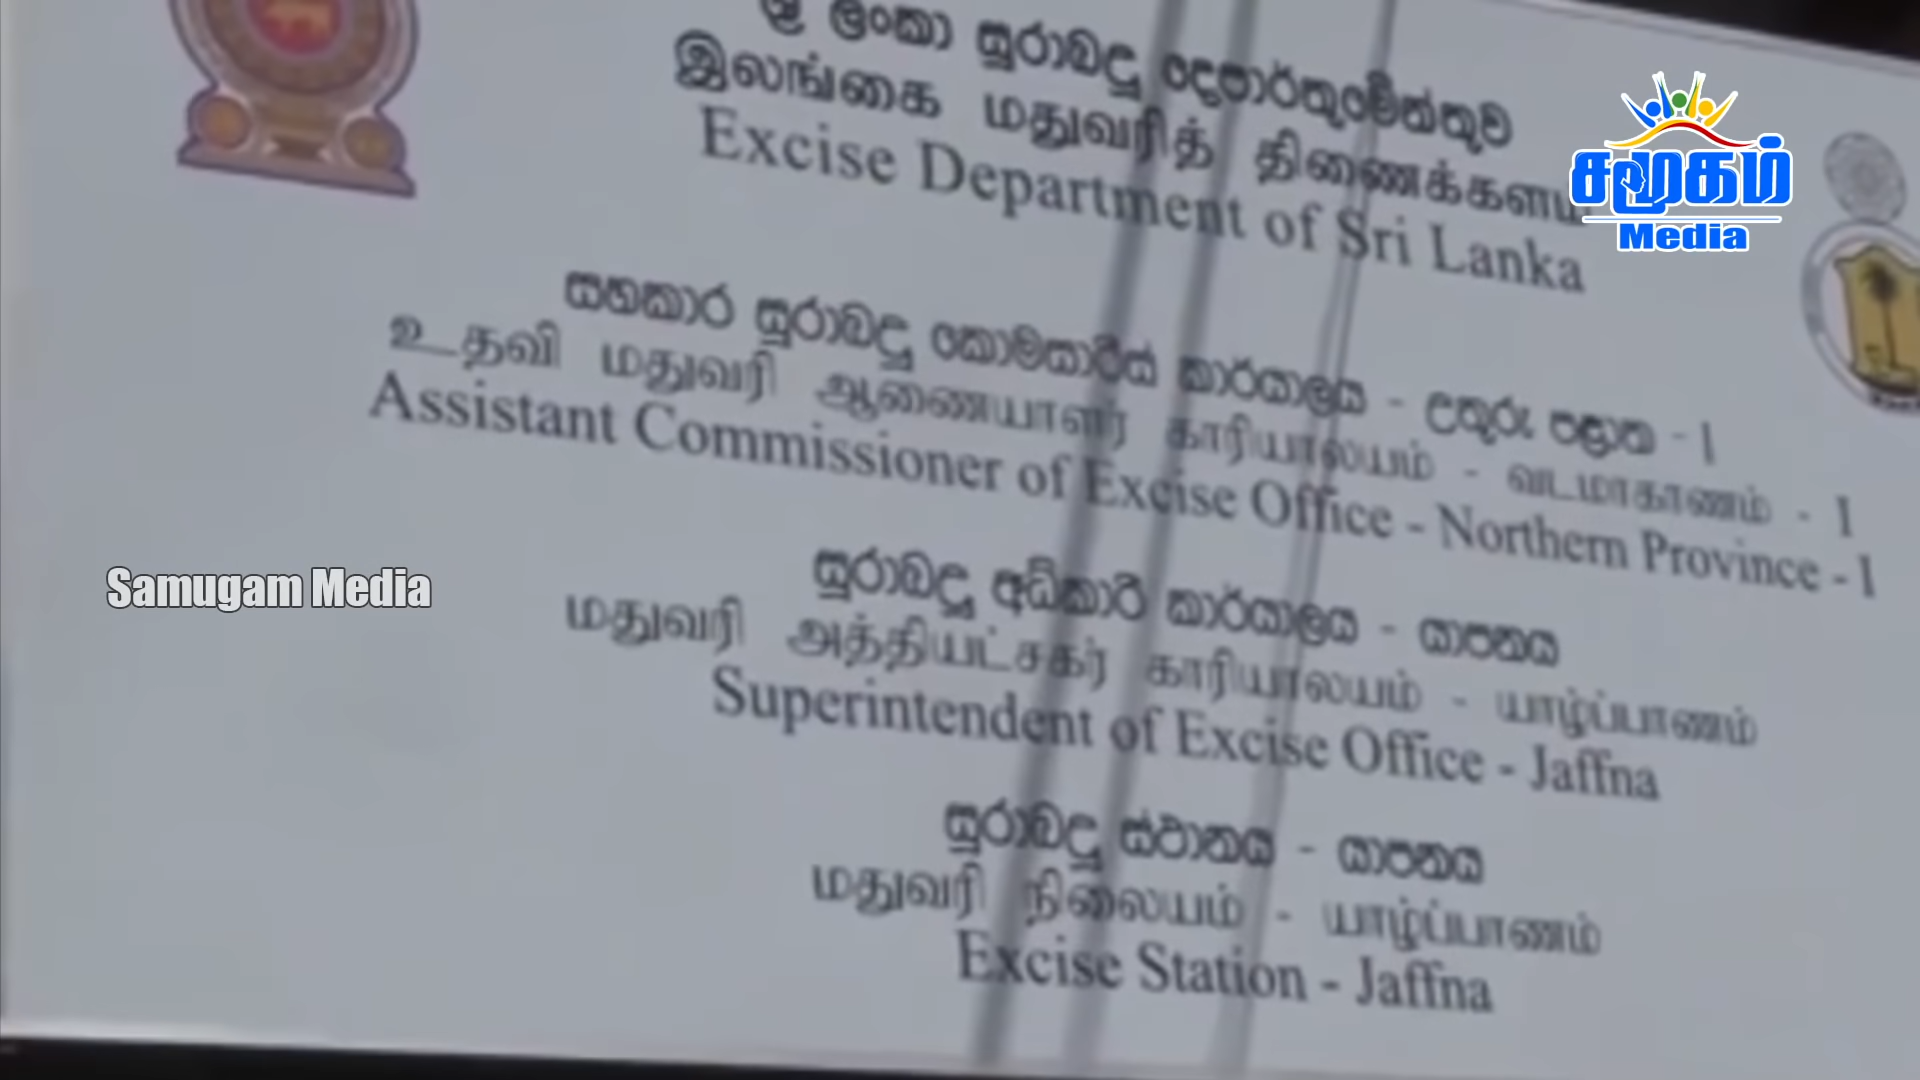 ශ්‍රී ලංකා සුරාබදු දෙපාර්තුමේන්තුව
இலங்கை மதுவரித் திணைக்களம்
Excise Department of Sri Lanka
සහකාර සුරාබදු කොමසාරිස් කාර්යාලය - උතුරු පළාත - 1
உதவி மதுவரி ஆணையாளர் காரியாலயம் - வடமாகாணம் - 1
Assistant Commissioner of Excise Office - Northern Province - 1
සුරාබදු අධිකාරී කාර්යාලය - යාපනය
மதுவரி அத்தியட்சகர் காரியாலயம் - யாழ்ப்பாணம்
Superintendent of Excise Office - Jaffna
සුරාබදු ස්ථානය - යාපනය
மதுவரி நிலையம் - யாழ்ப்பாணம்
Excise Station - Jaffna
சமூகம்
Media
Samugam Media